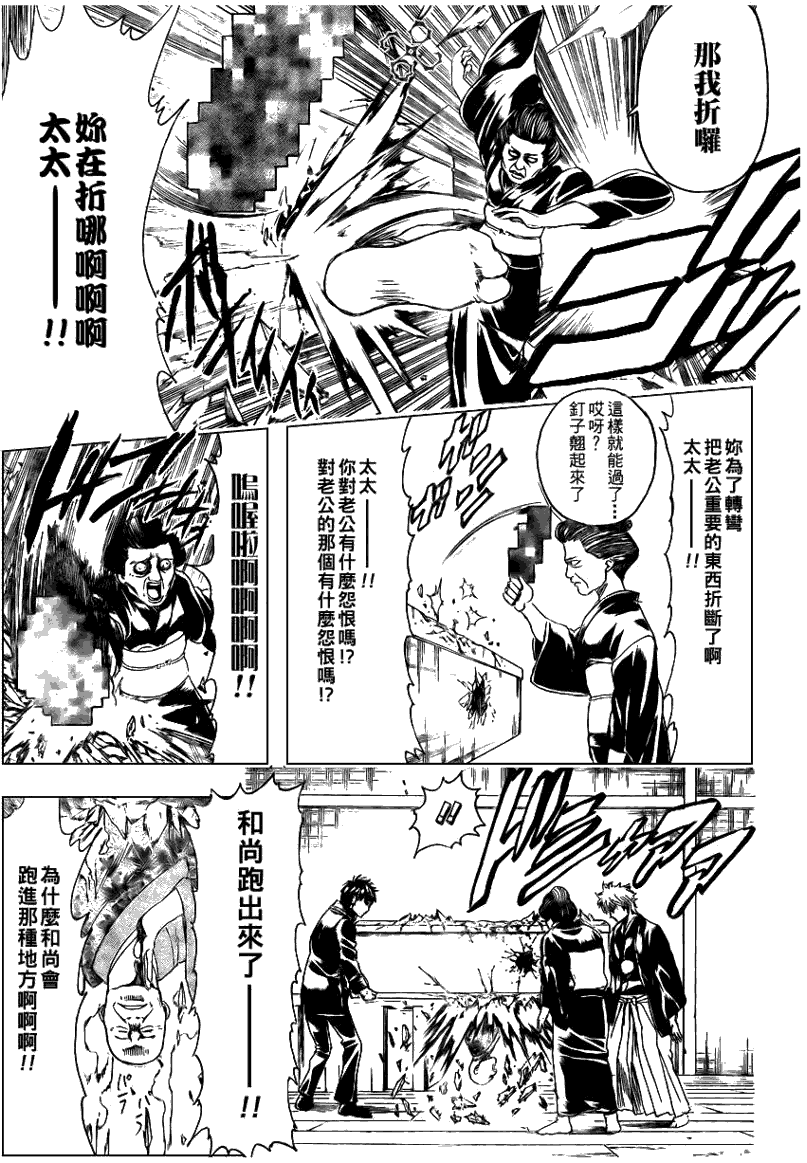 那我折囉
妳在折哪啊啊啊
太太——!!
妳為了轉彎
把老公重要的東西折斷了啊
太太——!!
這樣就能過了…
哎呀?
釘子翹起來了
太太——!!
你對老公有什麼怨恨嗎!?
對老公的那個有什麼怨恨嗎!?
嗚喔啦啊啊啊啊!!
!!
和尚跑出來了——!!
為什麼和尚會
跑進那種地方啊啊啊!!
パラ
パラ